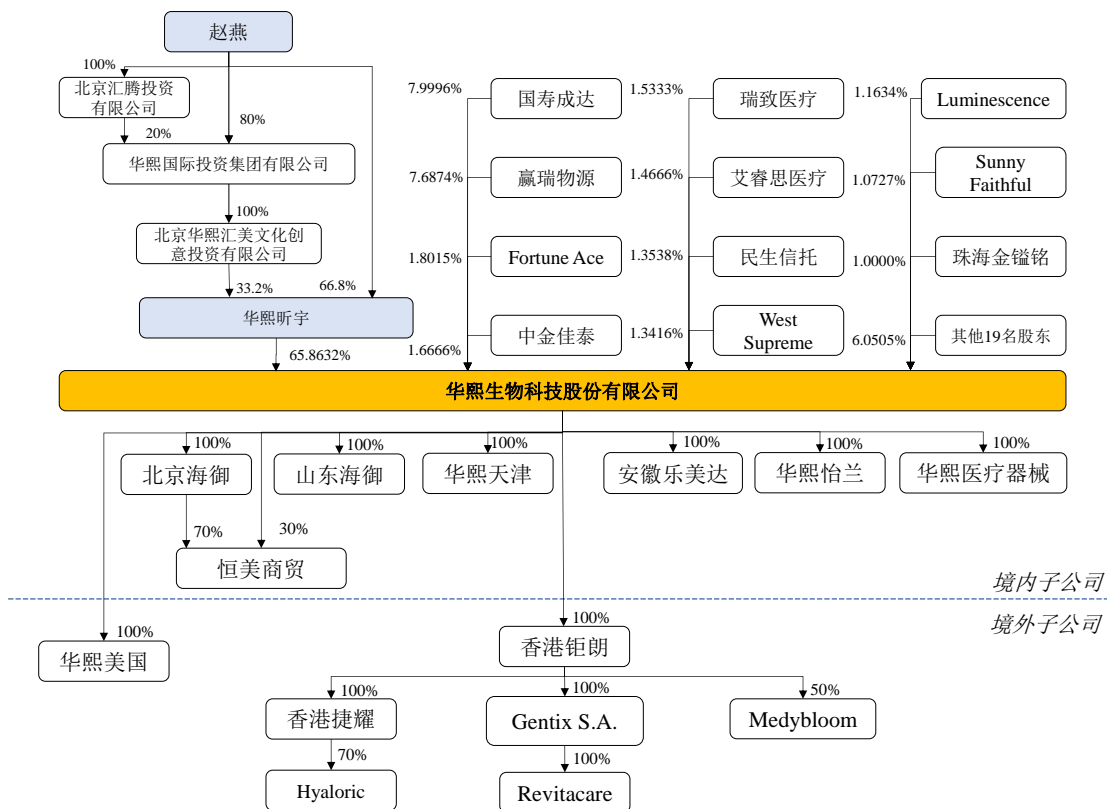 赵燕
100%
北京汇腾投资
有限公司
20%
80%
华熙国际投资集团有限公司
100%
北京华熙汇美文化创
意投资有限公司
33.2%
66.8%
华熙昕宇
65.8632%
7.9996%
国寿成达
1.5333%
瑞致医疗
1.1634%
Luminescence
7.6874%
赢瑞物源
1.4666%
艾睿思医疗
1.0727%
Sunny
Faithful
1.8015%
Fortune Ace
1.3538%
民生信托
1.0000%
珠海金镒铭
1.6666%
中金佳泰
1.3416%
West
Supreme
6.0505%
其他19名股东
华熙生物科技股份有限公司
100%
北京海御
100%
山东海御
100%
华熙天津
100%
安徽乐美达
100%
华熙怡兰
100%
华熙医疗器械
70%
30%
恒美商贸
境内子公司
境外子公司
100%
华熙美国
100%
香港钜朗
100%
香港捷耀
100%
Gentix S.A.
50%
Medybloom
70%
Hyaloric
100%
Revitacare